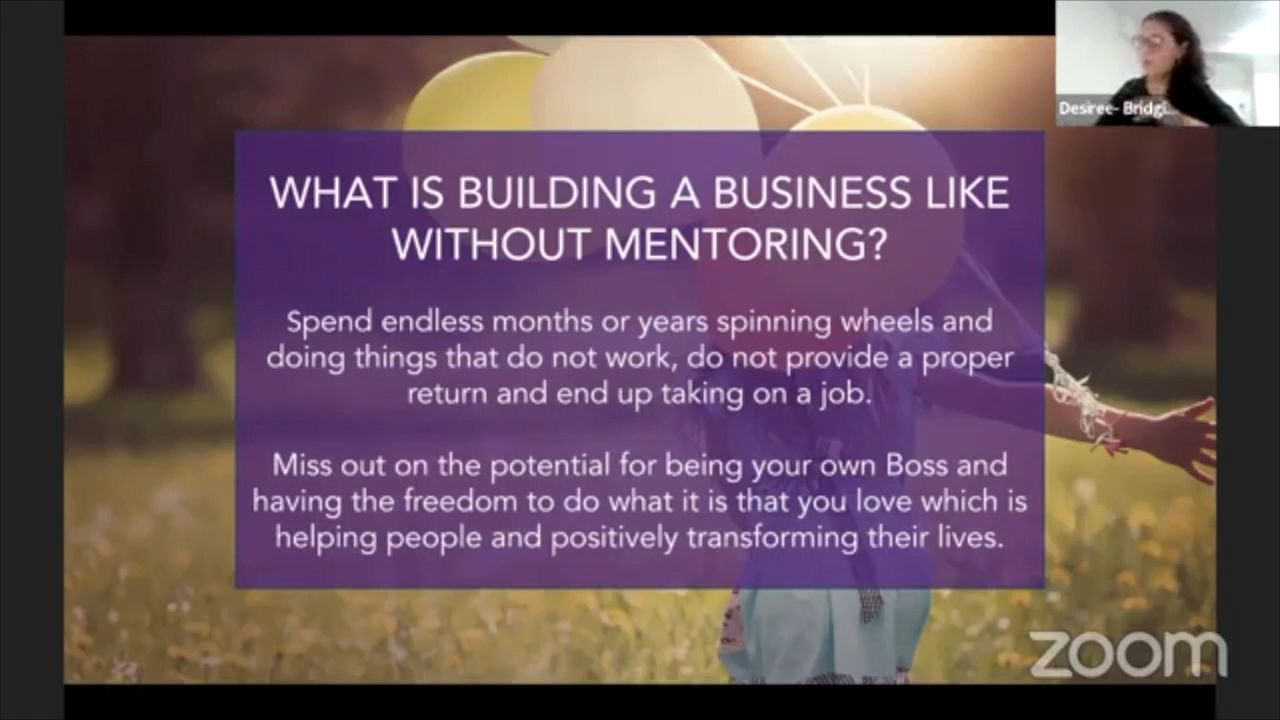 Desiree- Bridgi...
WHAT IS BUILDING A BUSINESS LIKE
WITHOUT MENTORING?
Spend endless months or years spinning wheels and
doing things that do not work, do not provide a proper
return and end up taking on a job.
Miss out on the potential for being your own Boss and
having the freedom to do what it is that you love which is
helping people and positively transforming their lives.
zoom